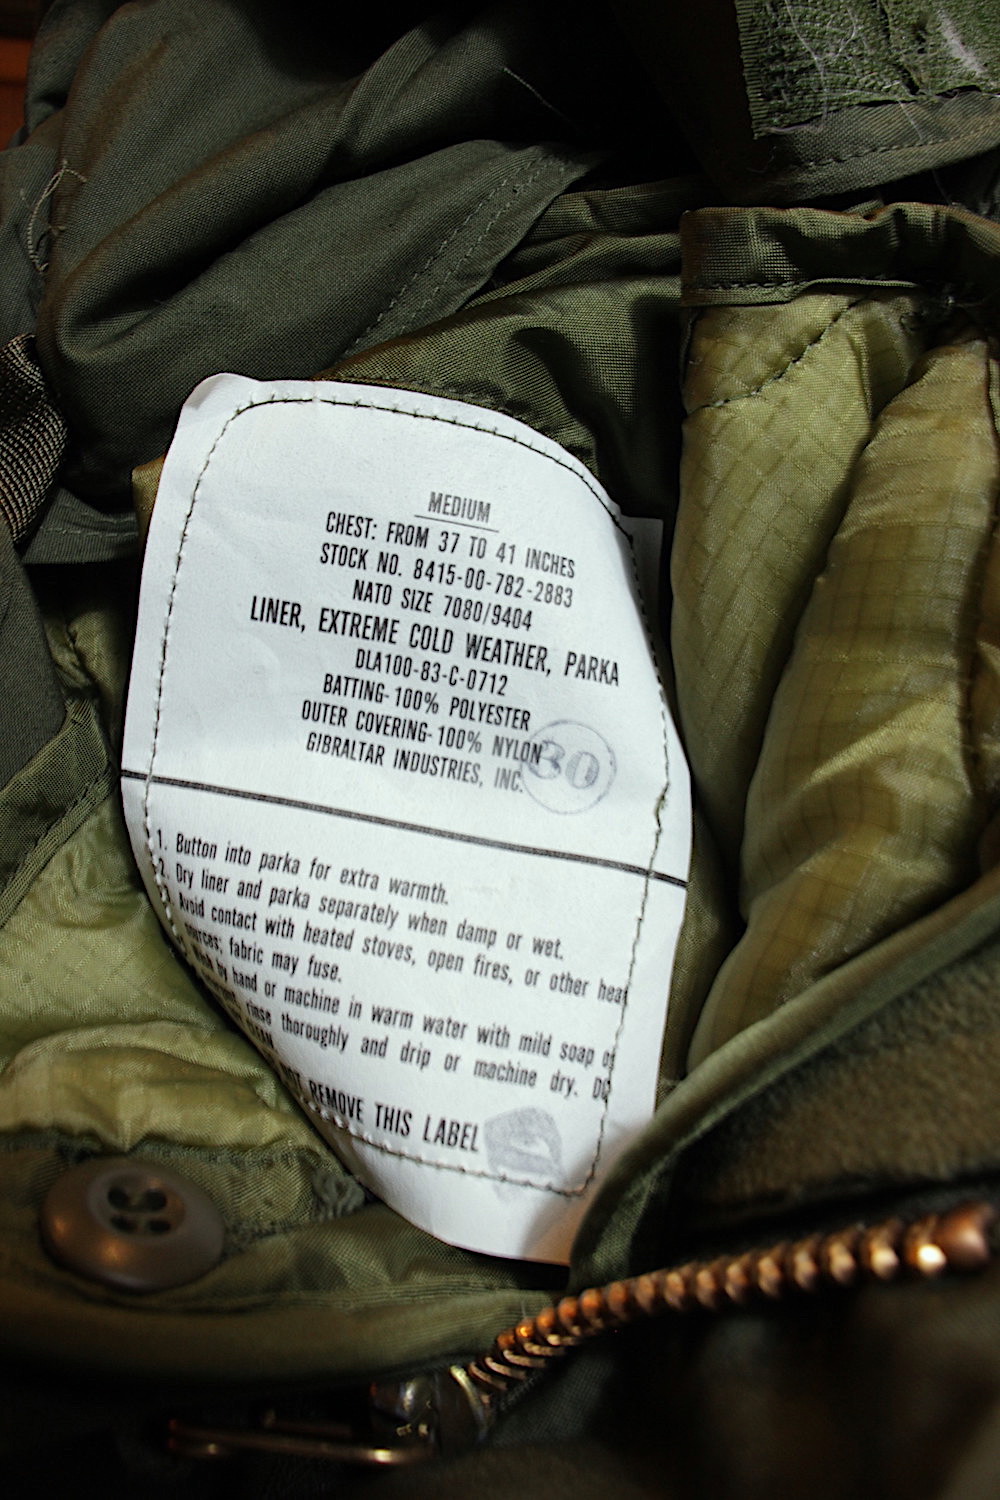 MEDIUM
CHEST: FROM 37 TO 41 INCHES
STOCK NO. 8415-00-782-2883
NATO SIZE 7080/9404
LINER, EXTREME COLD WEATHER, PARKA
DLA100-83-C-0712
BATTING-100% POLYESTER
OUTER COVERING-100% NYLON
GIBRALTAR INDUSTRIES, INC.
30
1. Button into parka for extra warmth.
2. Dry liner and parka separately when damp or wet.
Avoid contact with heated stoves, open fires, or other heat
sources; fabric may fuse.
by hand or machine in warm water with mild soap or
rinse thoroughly and drip or machine dry. DO
REMOVE THIS LABEL